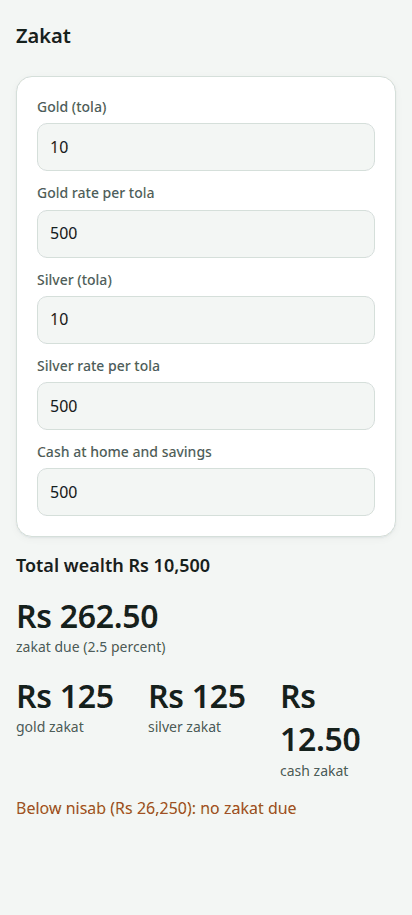 Zakat
Gold (tola)
10
Gold rate per tola
500
Silver (tola)
10
Silver rate per tola
500
Cash at home and savings
500
Total wealth Rs 10,500
Rs 262.50
zakat due (2.5 percent)
Rs 125
gold zakat
Rs 125
silver zakat
Rs
12.50
cash zakat
Below nisab (Rs 26,250): no zakat due